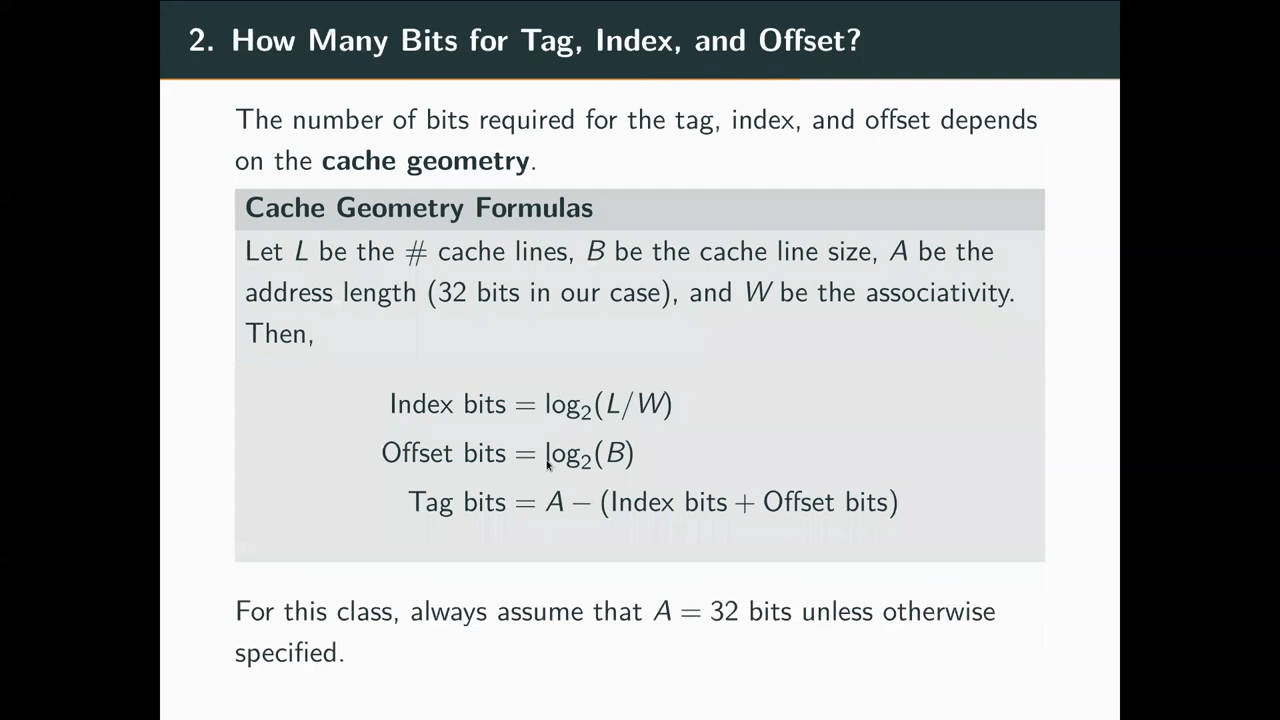 2. How Many Bits for Tag, Index, and Offset?
The number of bits required for the tag, index, and offset depends
on the cache geometry.
Cache Geometry Formulas
Let L be the # cache lines, B be the cache line size, A be the
address length (32 bits in our case), and W be the associativity.
Then,
Index bits = log₂(L/W)
Offset bits = log₂(B)
Tag bits = A − (Index bits + Offset bits)
For this class, always assume that A = 32 bits unless otherwise
specified.